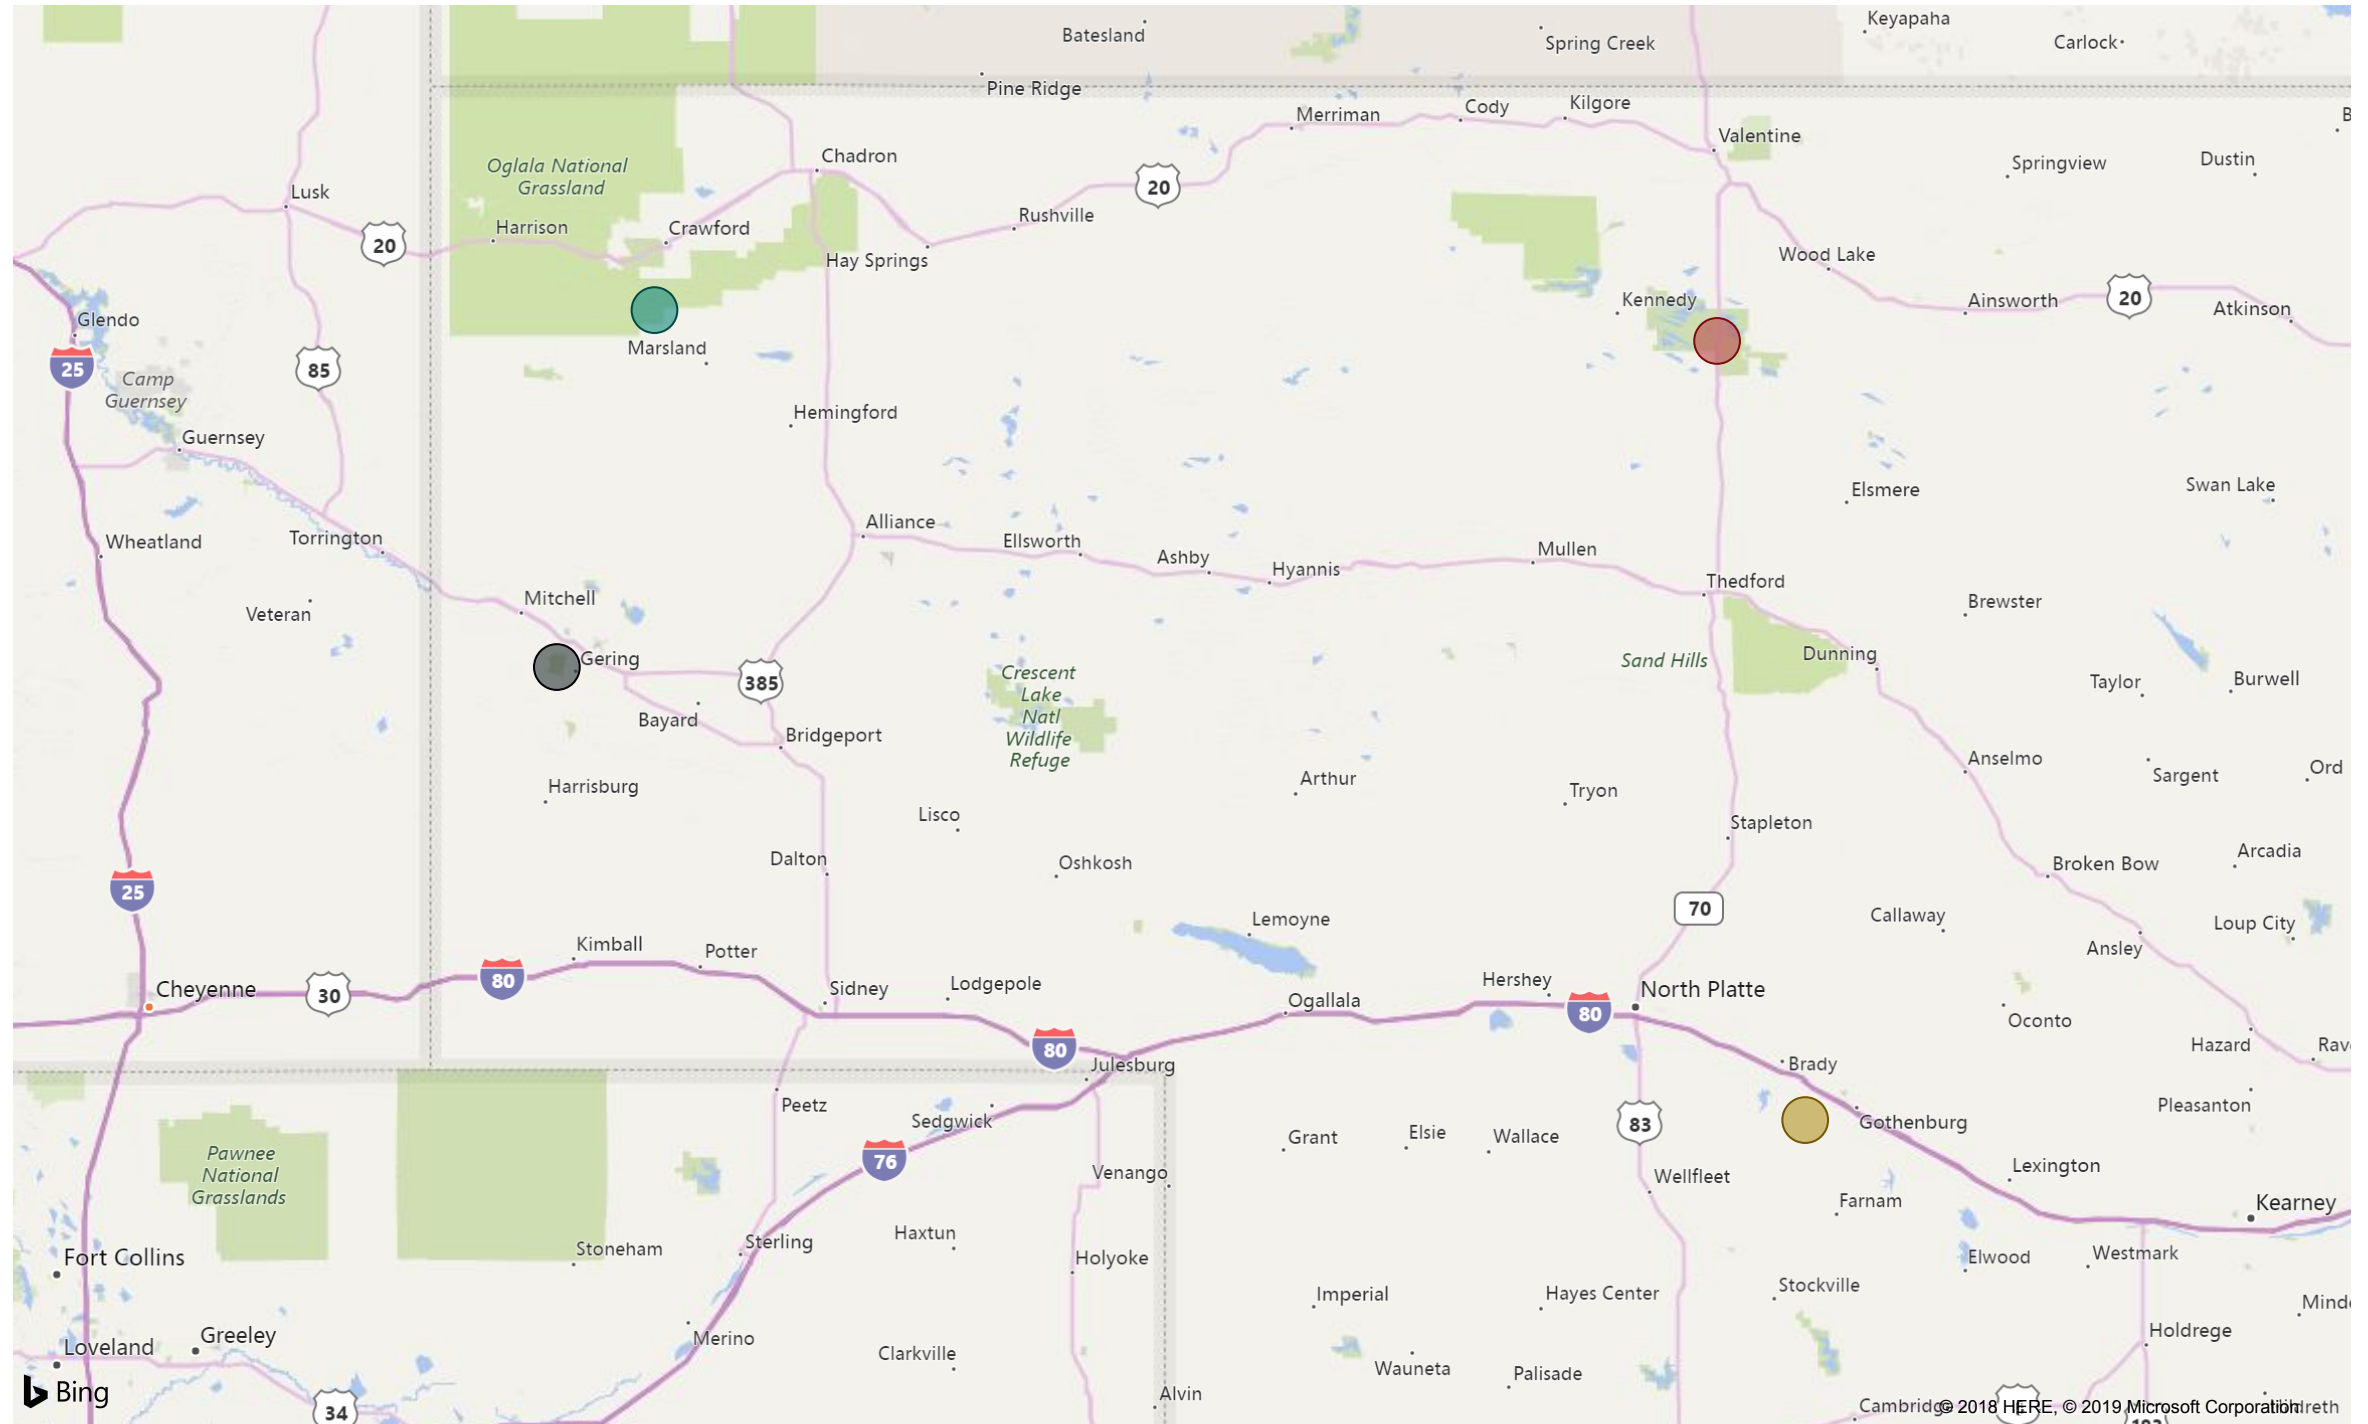 Keyapaha
Batesland
Spring Creek
Carlock
Pine Ridge
Merriman
Cody
Kilgore
Valentine
Chadron
Springview
Dustin
Oglala National
Grassland
Lusk
20
Rushville
Harrison
Crawford
20
Hay Springs
Wood Lake
Kennedy
Ainsworth
20
Atkinson
Glendo
Marsland
25
85
Camp
Guernsey
Hemingford
Guernsey
Elsmere
Swan Lake
Wheatland
Torrington
Alliance
Ellsworth
Ashby
Hyannis
Mullen
Thedford
Veteran
Mitchell
Brewster
Gering
385
Crescent
Lake
Natl
Wildlife
Refuge
Sand Hills
Dunning
Taylor
Burwell
Bayard
Bridgeport
Harrisburg
Arthur
Tryon
Anselmo
Sargent
Ord
Lisco
Stapleton
Dalton
Oshkosh
Broken Bow
Arcadia
25
70
Lemoyne
Callaway
Loup City
Kimball
Potter
Ansley
Cheyenne
30
80
Sidney
Lodgepole
Ogallala
Hershey
80
North Platte
Oconto
80
Julesburg
Brady
Hazard
Rav
Peetz
Sedgwick
Pleasanton
Pawnee
National
Grasslands
76
Grant
Elsie
Wallace
83
Gothenburg
Venango
Wellfleet
Lexington
Farnam
Kearney
Fort Collins
Stoneham
Sterling
Haxtun
Holyoke
Elwood
Westmark
Imperial
Hayes Center
Stockville
Mind
Loveland
Greeley
Merino
Clarkville
Wauneta
Palisade
Holdrege
Bing
34
Alvin
Cambridg
© 2018 HERE, © 2019 Microsoft Corporation